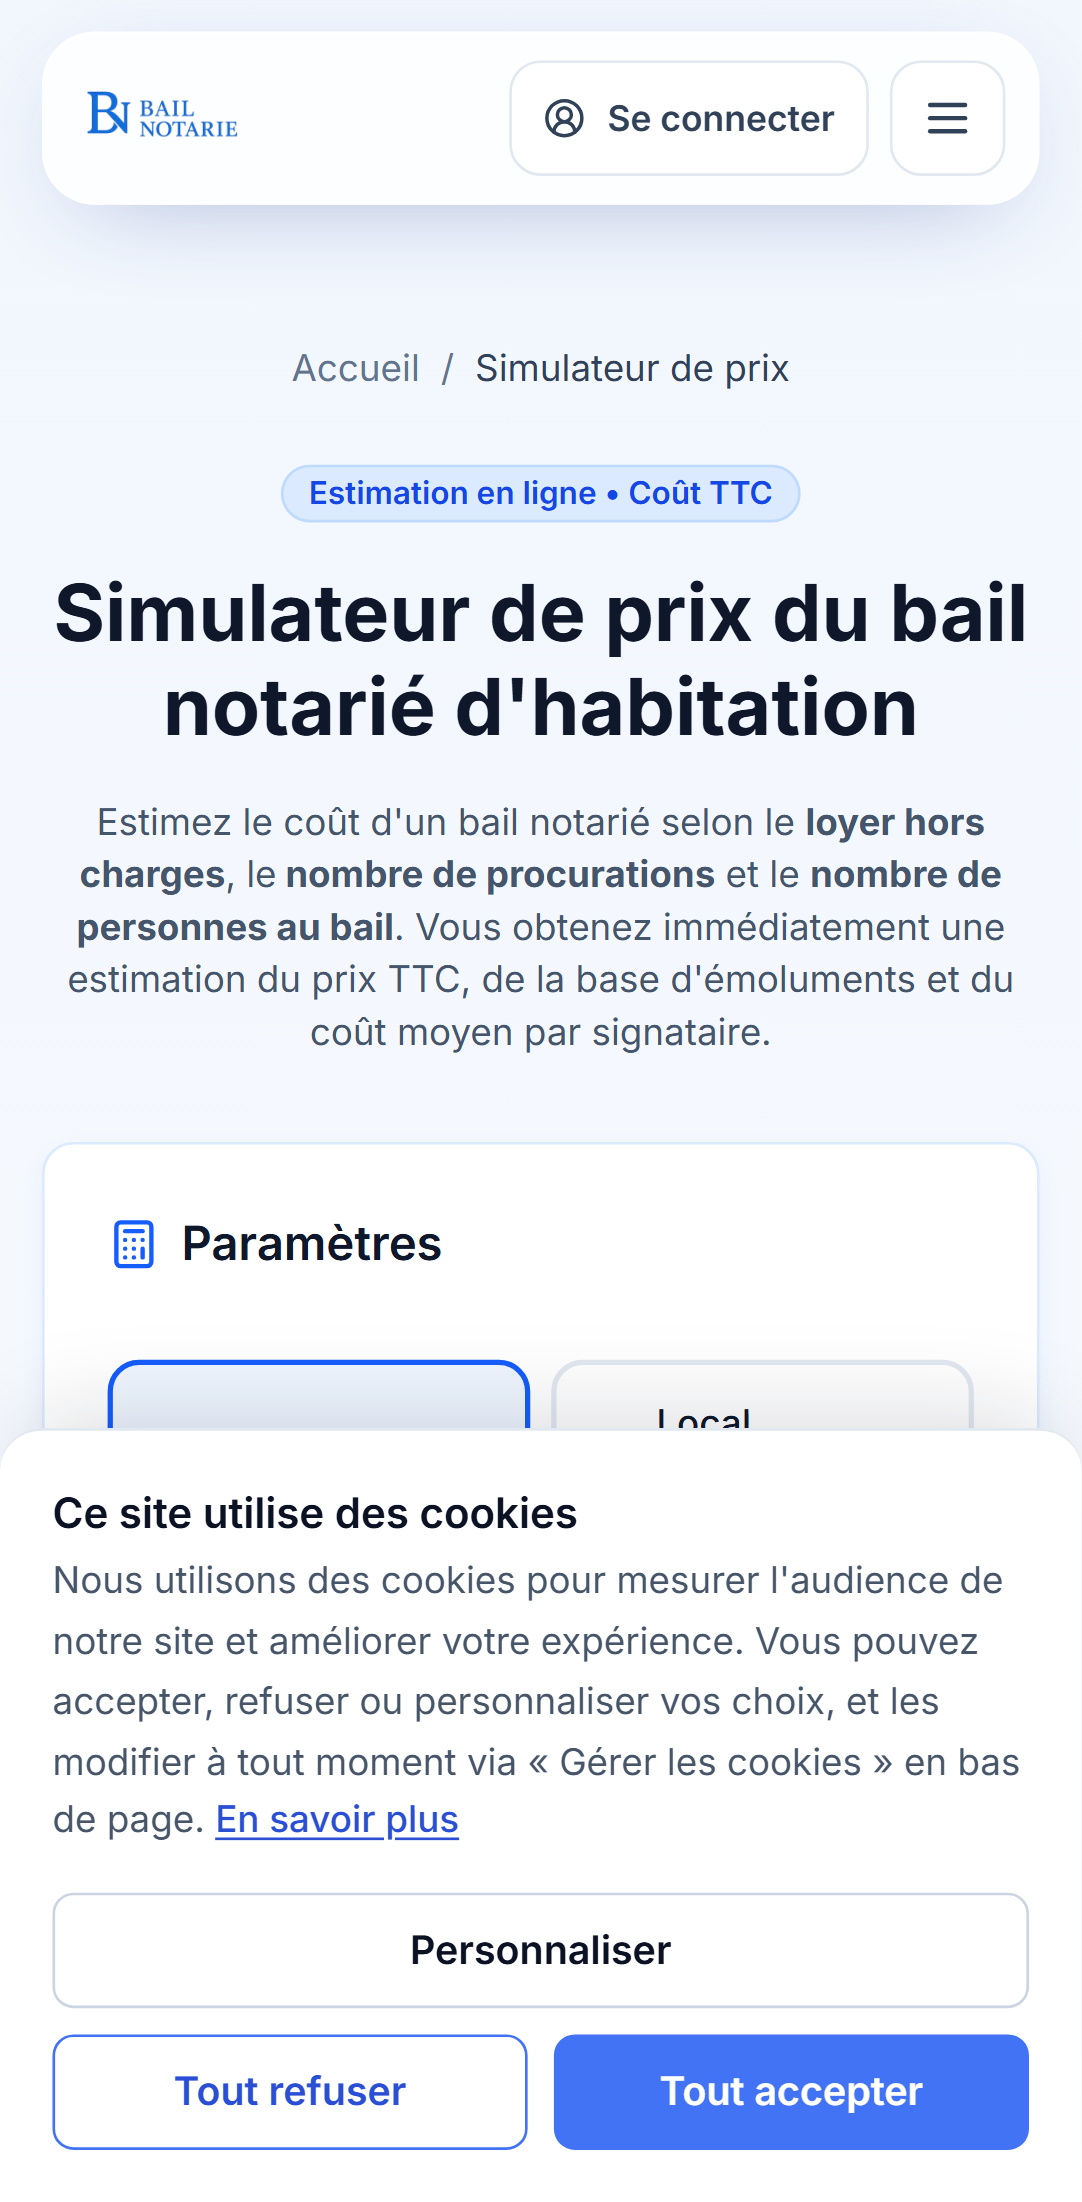 BN BAIL
NOTARIE
Se connecter
Accueil / Simulateur de prix
Estimation en ligne • Coût TTC
Simulateur de prix du bail
notarié d'habitation
Estimez le coût d'un bail notarié selon le loyer hors
charges, le nombre de procurations et le nombre de
personnes au bail. Vous obtenez immédiatement une
estimation du prix TTC, de la base d'émoluments et du
coût moyen par signataire.
Paramètres
Local
Ce site utilise des cookies
Nous utilisons des cookies pour mesurer l'audience de
notre site et améliorer votre expérience. Vous pouvez
accepter, refuser ou personnaliser vos choix, et les
modifier à tout moment via « Gérer les cookies » en bas
de page. En savoir plus
Personnaliser
Tout refuser
Tout accepter